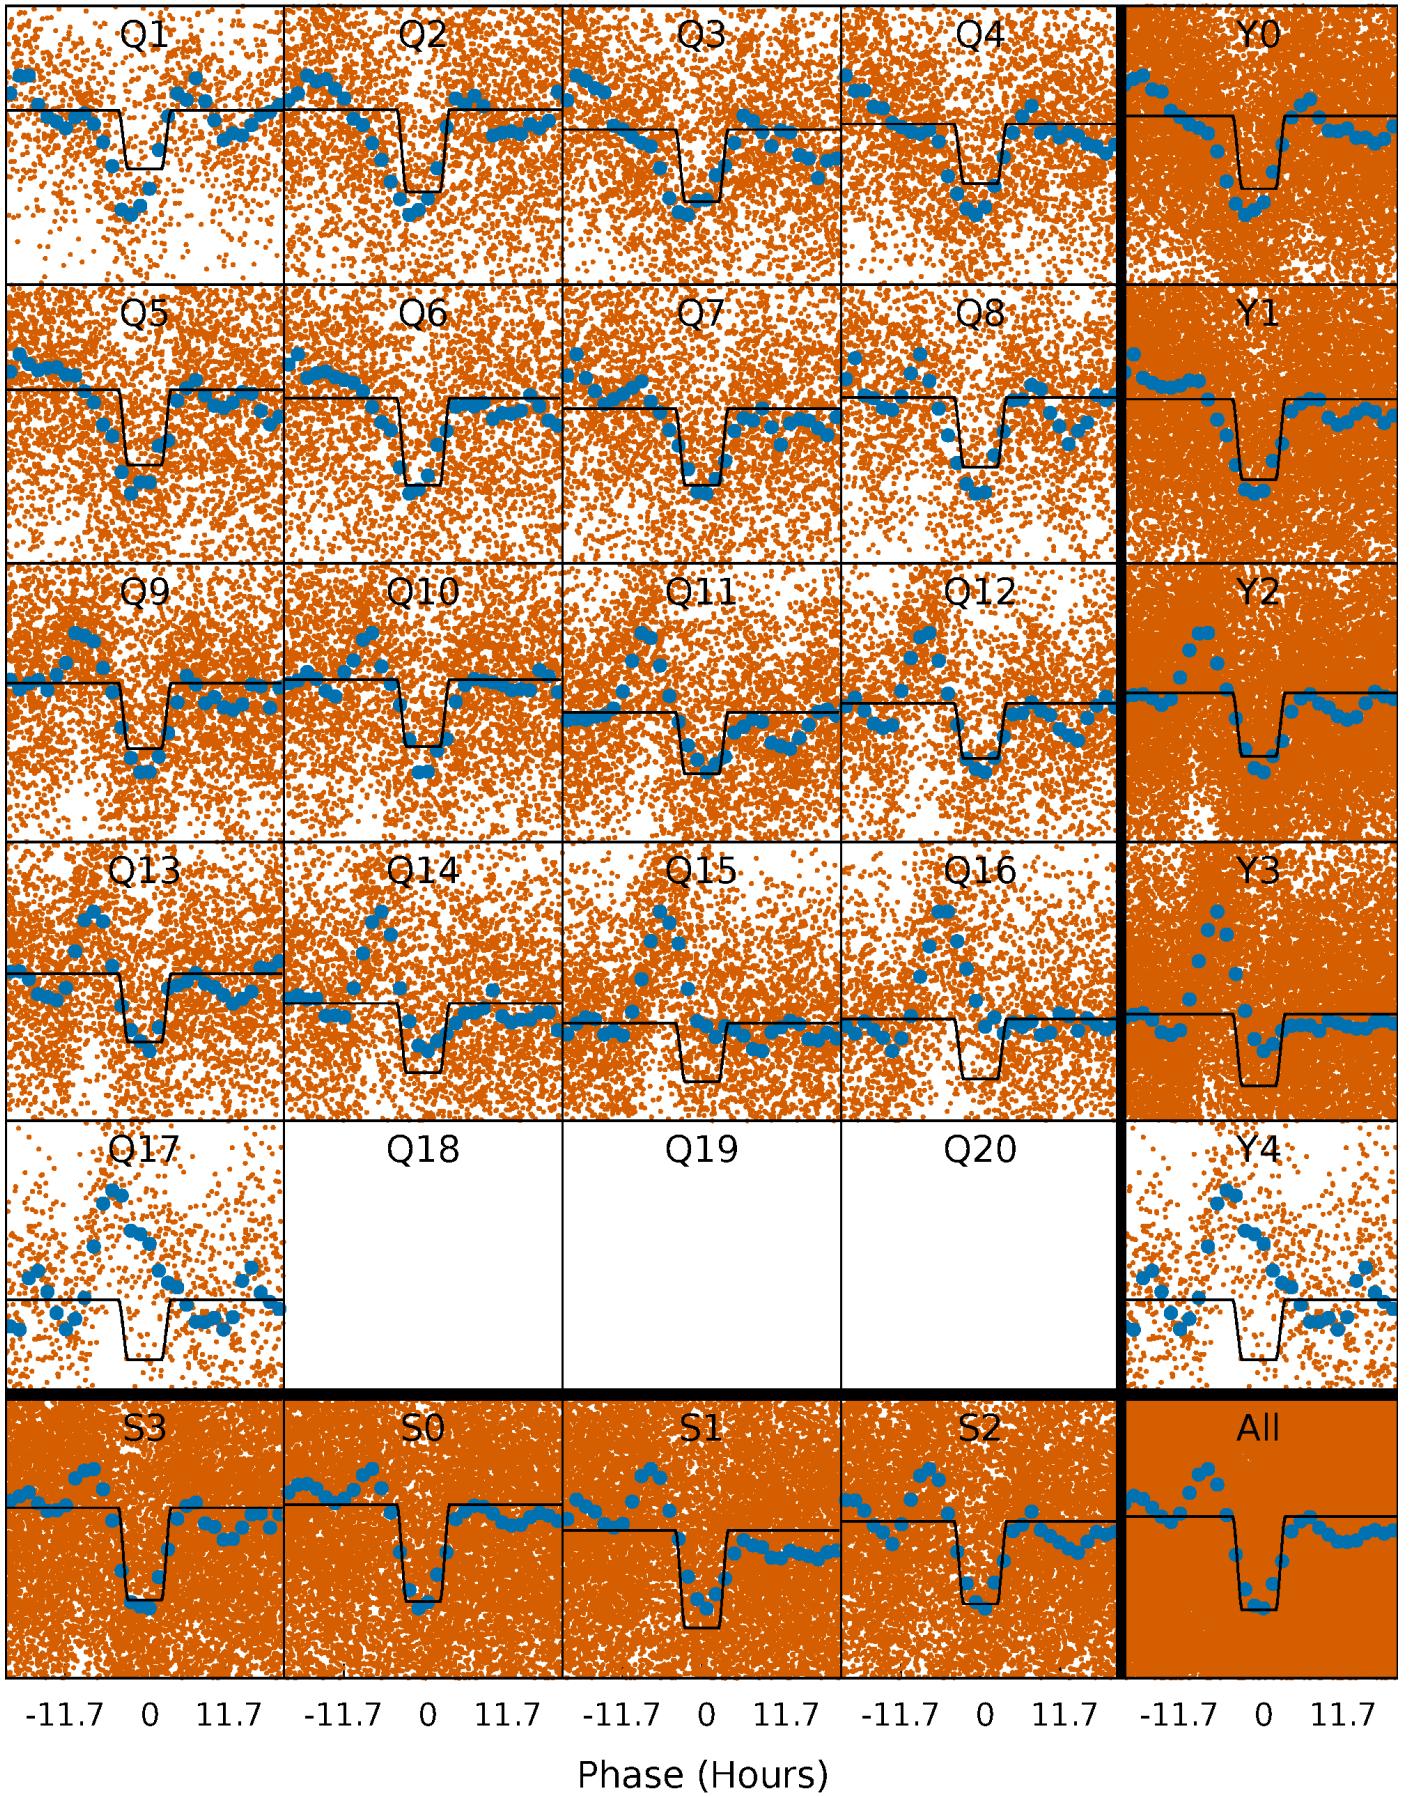 Q1 Q2 Q3 Q4 Y0
Q5 Q6 Q7 Q8 Y1
Q9 Q10 Q11 Q12 Y2
Q13 Q14 Q15 Q16 Y3
Q17 Q18 Q19 Q20 Y4
S3 S0 S1 S2 All
-11.7 0 11.7 -11.7 0 11.7 -11.7 0 11.7 -11.7 0 11.7 -11.7 0 11.7
Phase (Hours)